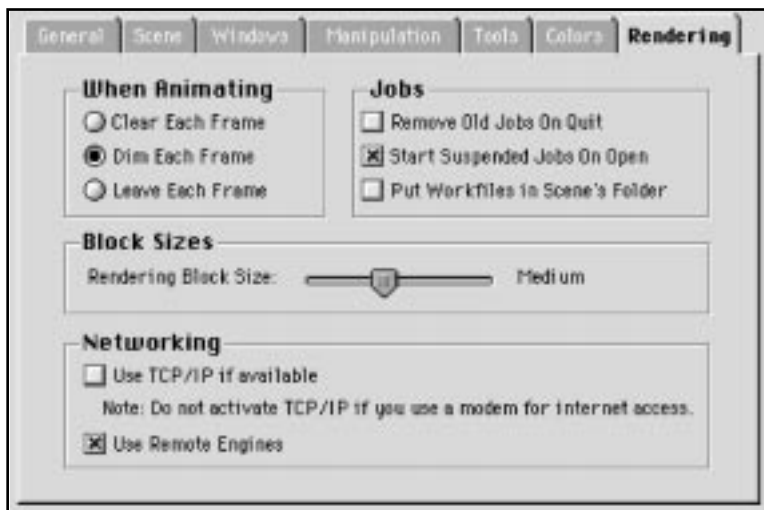 General Scene Windows Manipulation Tools Colors Rendering
When Animating
Clear Each Frame
Dim Each Frame
Leave Each Frame
Jobs
Remove Old Jobs On Quit
Start Suspended Jobs On Open
Put Workfiles in Scene's Folder
Block Sizes
Rendering Block Size: Medium
Networking
Use TCP/IP if available
Note: Do not activate TCP/IP if you use a modem for internet access.
Use Remote Engines